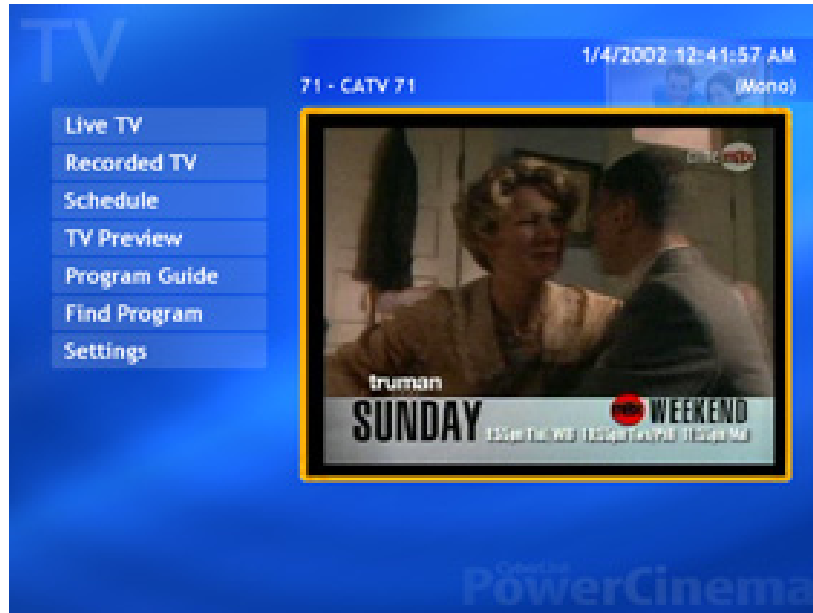 TV
1/4/2002 12:41:57 AM
71 - CATV 71
(Mono)
Live TV
Recorded TV
Schedule
TV Preview
Program Guide
Find Program
Settings
truman
SUNDAY
WEEKEND
CyberLink
PowerCinema